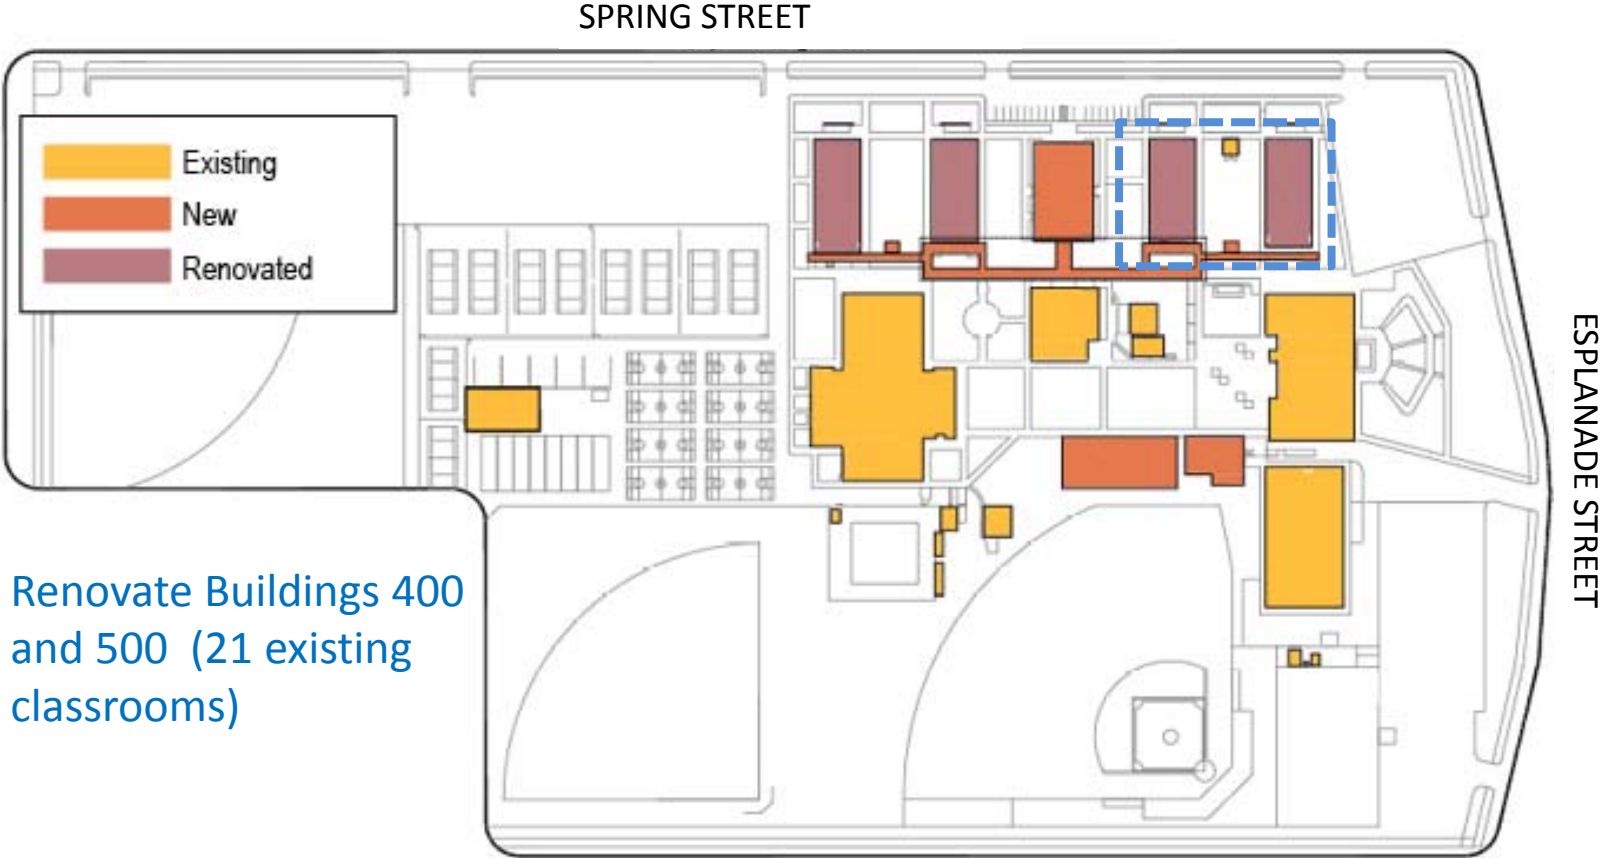 SPRING STREET
Existing
New
Renovated
ESPLANADE STREET
Renovate Buildings 400
and 500  (21 existing
classrooms)